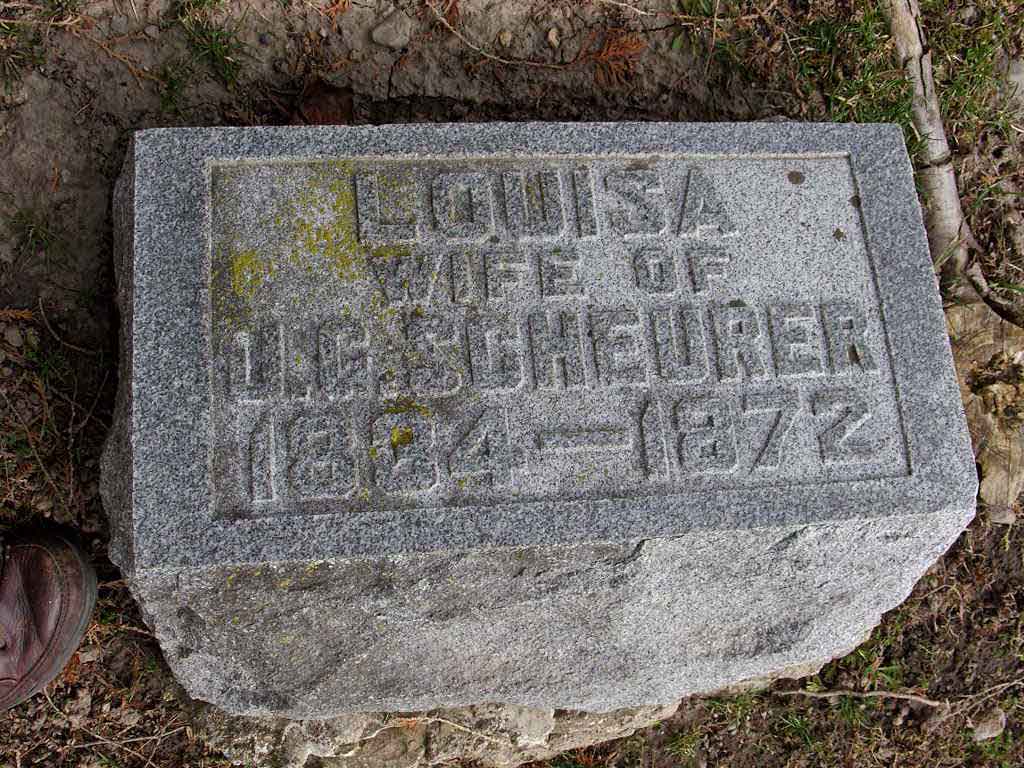 LOUISA
WIFE OF
J.C. SCHEURER
1834—1872